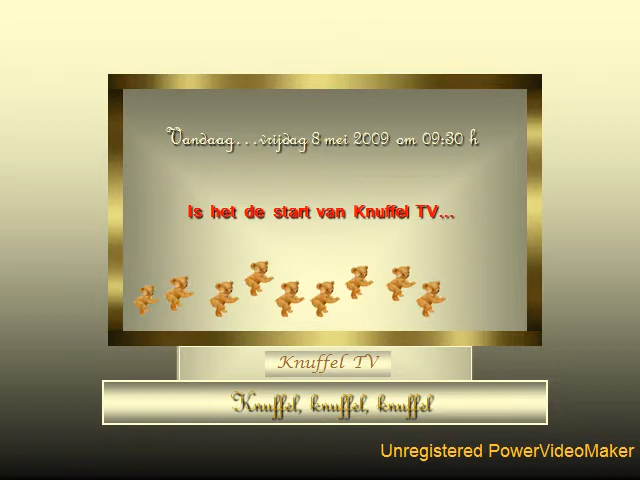 Vandaag...vrijdag 8 mei 2009 om 09:30 h
Is het de start van Knuffel TV...
Knuffel TV
Knuffel, knuffel, knuffel
Unregistered PowerVideoMaker